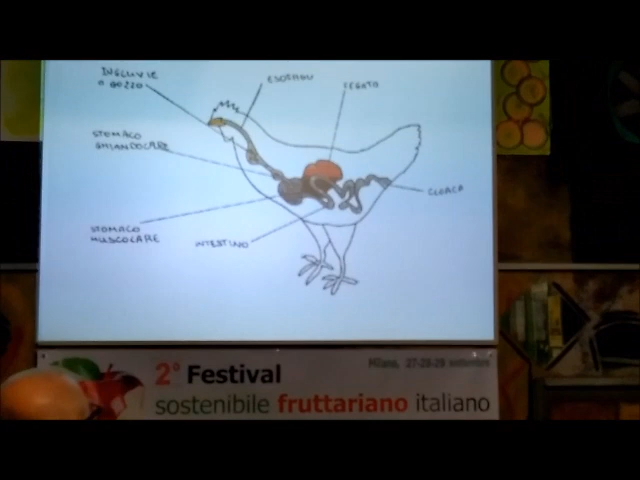 INGLUVIE
O GOZZO
ESOFAGO
FEGATO
STOMACO
GHIANDOLARE
CLOACA
STOMACO
MUSCOLARE
INTESTINO
Milano, 27-28-29 settembre
2° Festival
sostenibile fruttariano italiano